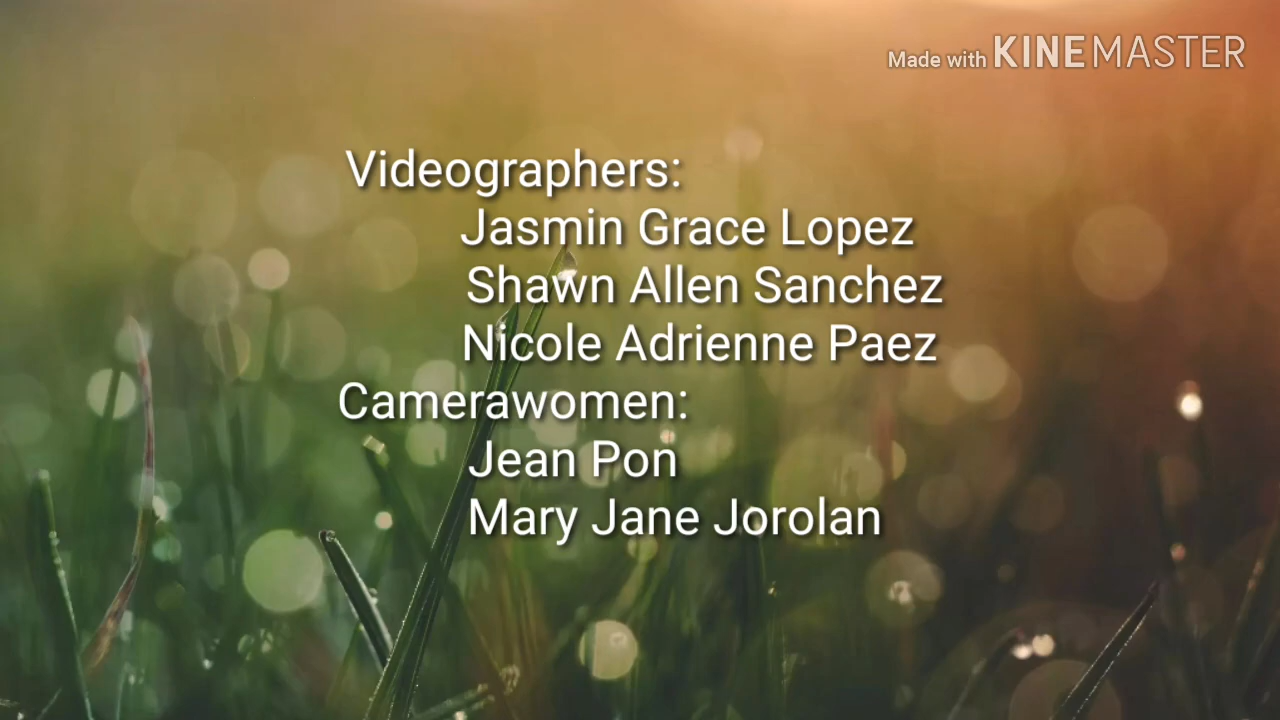 Made with KINEMASTER
Videographers:
Jasmin Grace Lopez
Shawn Allen Sanchez
Nicole Adrienne Paez
Camerawomen:
Jean Pon
Mary Jane Jorolan